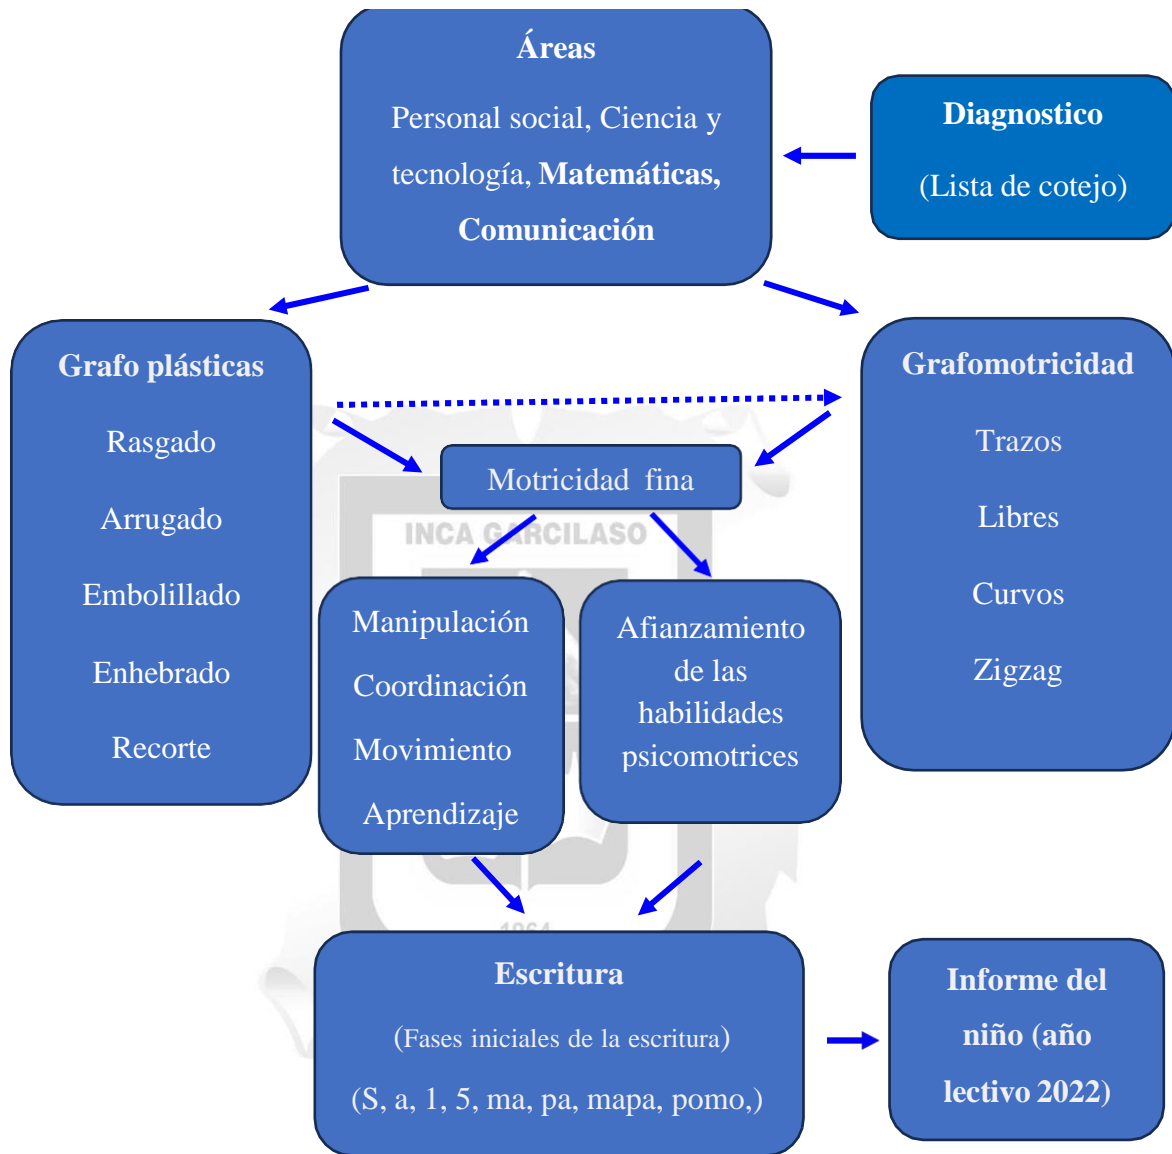 Áreas
Personal social, Ciencia y
tecnología, Matemáticas,
Comunicación
Diagnostico
(Lista de cotejo)
Grafo plásticas
Rasgado
Arrugado
Embolillado
Enhebrado
Recorte
Grafomotricidad
Trazos
Libres
Curvos
Zigzag
Motricidad fina
INCA GARCILASO
Manipulación
Coordinación
Movimiento
Aprendizaje
Afianzamiento
de las
habilidades
psicomotrices
1964
Escritura
(Fases iniciales de la escritura)
(S, a, 1, 5, ma, pa, mapa, pomo,)
Informe del
niño (año
lectivo 2022)